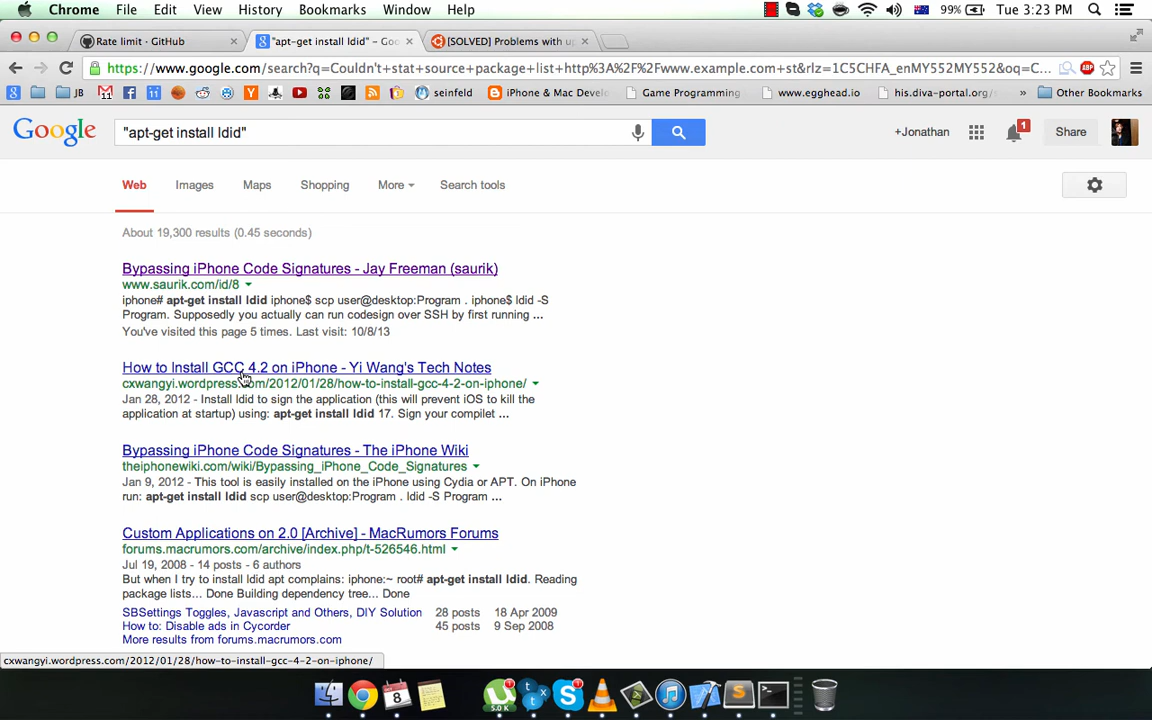 Chrome File Edit View History Bookmarks Window Help 99% Tue 3:23 PM
Rate limit · GitHub
"apt-get install ldid" – Goo
[SOLVED] Problems with up
https://www.google.com/search?q=Couldn't+stat+source+package+list+http%3A%2F%2Fwww.example.com+st&rlz=1C5CHFA_enMY552MY552&oq=C...
JB seinfeld iPhone & Mac Devel Game Programming www.egghead.io his.diva-portal.org/ » Other Bookmarks
Google "apt-get install ldid" +Jonathan 1 Share
Web Images Maps Shopping More Search tools
About 19,300 results (0.45 seconds)
Bypassing iPhone Code Signatures - Jay Freeman (saurik)
www.saurik.com/id/8
iphone# apt-get install ldid iphone$ scp user@desktop:Program . iphone$ ldid -S
Program. Supposedly you actually can run codesign over SSH by first running ...
You've visited this page 5 times. Last visit: 10/8/13
How to Install GCC 4.2 on iPhone - Yi Wang's Tech Notes
cxwangyi.wordpress.com/2012/01/28/how-to-install-gcc-4-2-on-iphone/
Jan 28, 2012 - Install ldid to sign the application (this will prevent iOS to kill the
application at startup) using: apt-get install ldid 17. Sign your compilet ...
Bypassing iPhone Code Signatures - The iPhone Wiki
theiphonewiki.com/wiki/Bypassing_iPhone_Code_Signatures
Jan 9, 2012 - This tool is easily installed on the iPhone using Cydia or APT. On iPhone
run: apt-get install ldid scp user@desktop:Program . ldid -S Program ...
Custom Applications on 2.0 [Archive] - MacRumors Forums
forums.macrumors.com/archive/index.php/t-526546.html
Jul 19, 2008 - 14 posts - 6 authors
But when I try to install ldid apt complains: iphone:~ root# apt-get install ldid. Reading
package lists... Done Building dependency tree... Done
SBSettings Toggles, Javascript and Others, DIY Solution 28 posts 18 Apr 2009
How to: Disable ads in Cycorder 45 posts 9 Sep 2008
More results from forums.macrumors.com
cxwangyi.wordpress.com/2012/01/28/how-to-install-gcc-4-2-on-iphone/